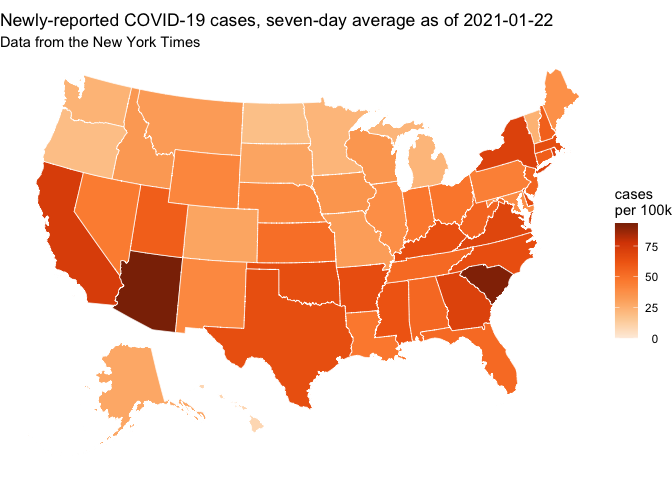 Newly-reported COVID-19 cases, seven-day average as of 2021-01-22
Data from the New York Times
cases
per 100k
75
50
25
0